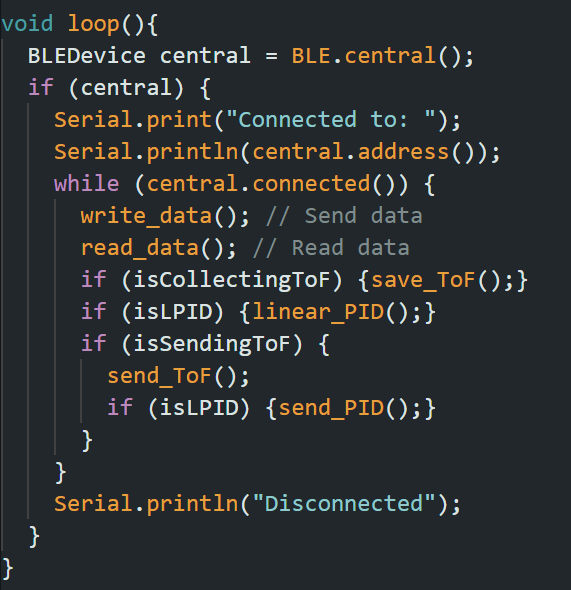 void loop(){
  BLEDevice central = BLE.central();
  if (central) {
    Serial.print("Connected to: ");
    Serial.println(central.address());
    while (central.connected()) {
      write_data(); // Send data
      read_data(); // Read data
      if (isCollectingToF) {save_ToF();}
      if (isLPID) {linear_PID();}
      if (isSendingToF) {
        send_ToF();
        if (isLPID) {send_PID();}
      }
    }
    Serial.println("Disconnected");
  }
}